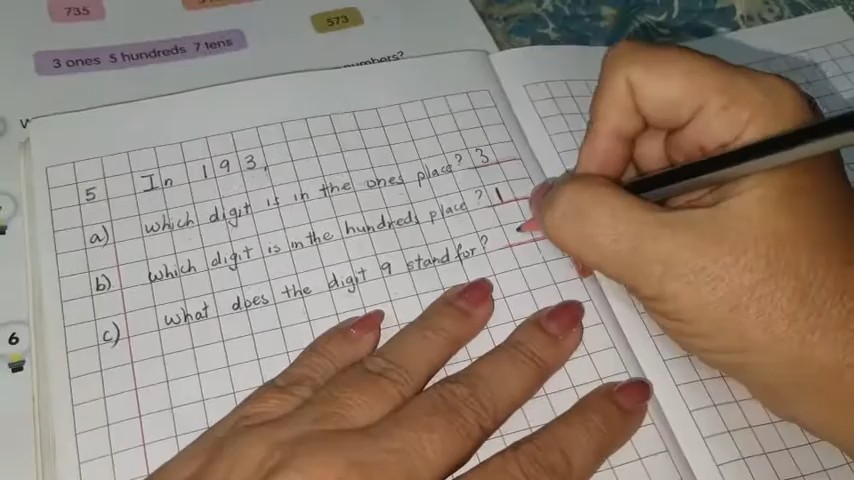 735
573
3 ones 5 hundreds 7 tens
numbers?
5 In 193,
a) which digit is in the ones place? 3
b) which digit is in the hundreds place? 1
c) what does the digit 9 stand for?
6